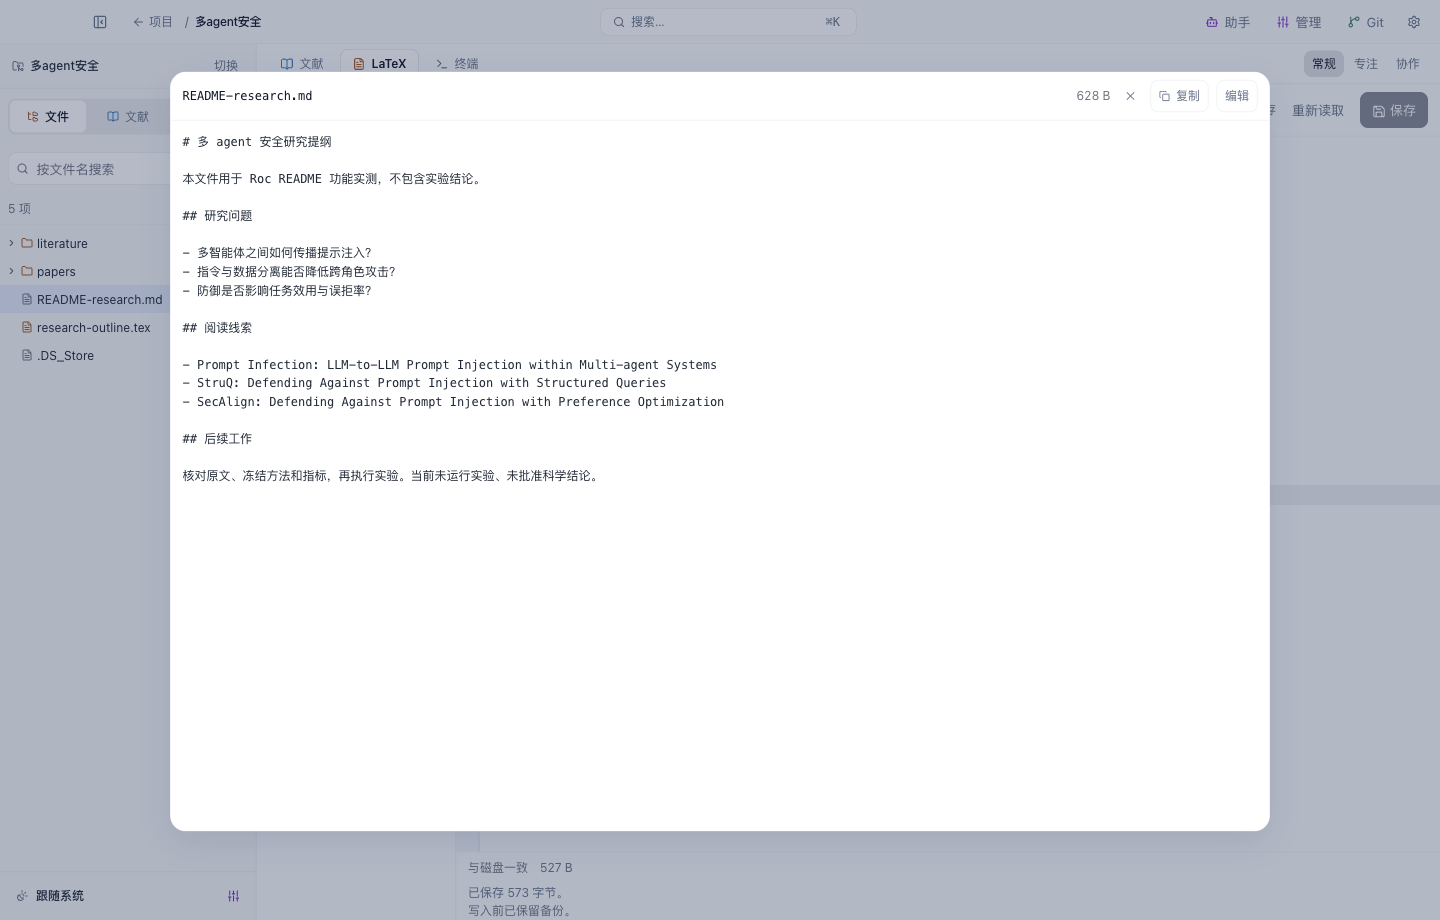 项目 / 多agent安全
搜索... ⌘K
助手 管理 Git
多agent安全 切换
文献 LaTeX 终端
常规 专注 协作
文件 文献
重新读取 保存
按文件名搜索
5 项
literature
papers
README-research.md
research-outline.tex
.DS_Store
README-research.md 628 B × 复制 编辑
# 多 agent 安全研究提纲
本文件用于 Roc README 功能实测，不包含实验结论。
## 研究问题
- 多智能体之间如何传播提示注入？
- 指令与数据分离能否降低跨角色攻击？
- 防御是否影响任务效用与误拒率？
## 阅读线索
- Prompt Infection: LLM-to-LLM Prompt Injection within Multi-agent Systems
- StruQ: Defending Against Prompt Injection with Structured Queries
- SecAlign: Defending Against Prompt Injection with Preference Optimization
## 后续工作
核对原文、冻结方法和指标，再执行实验。当前未运行实验、未批准科学结论。
与磁盘一致 527 B
已保存 573 字节。
写入前已保留备份。
跟随系统